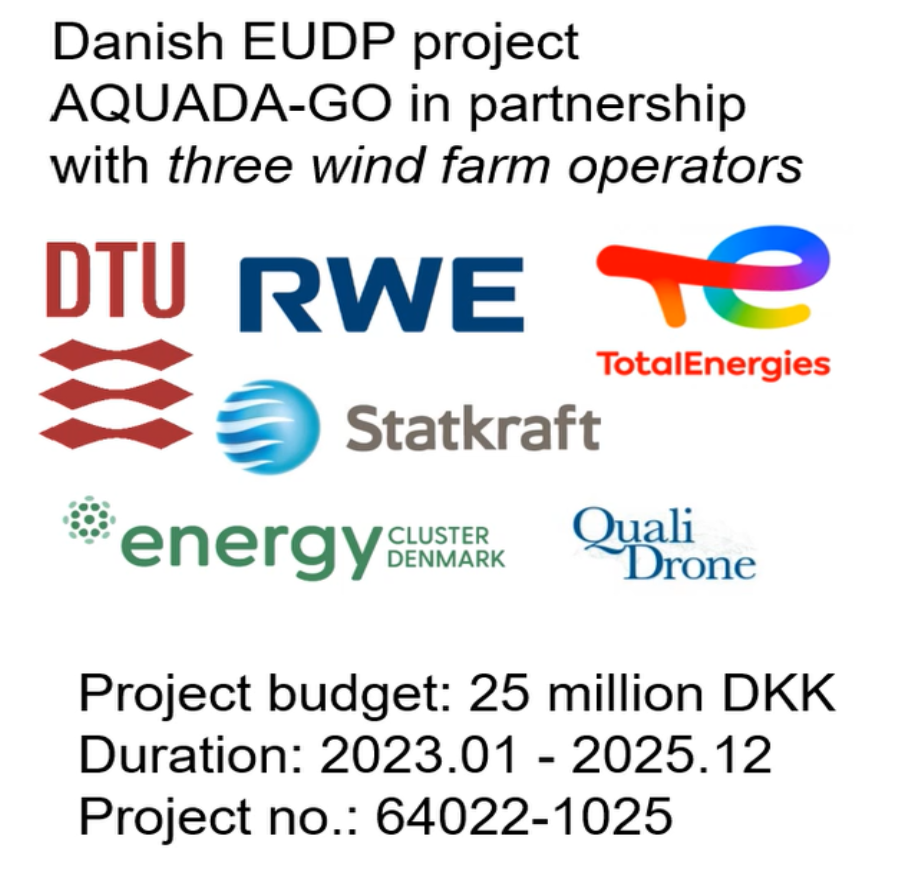 Danish EUDP project
AQUADA-GO in partnership
with three wind farm operators
DTU
RWE
TotalEnergies
Statkraft
energy CLUSTER DENMARK
Quali Drone
Project budget: 25 million DKK
Duration: 2023.01 - 2025.12
Project no.: 64022-1025